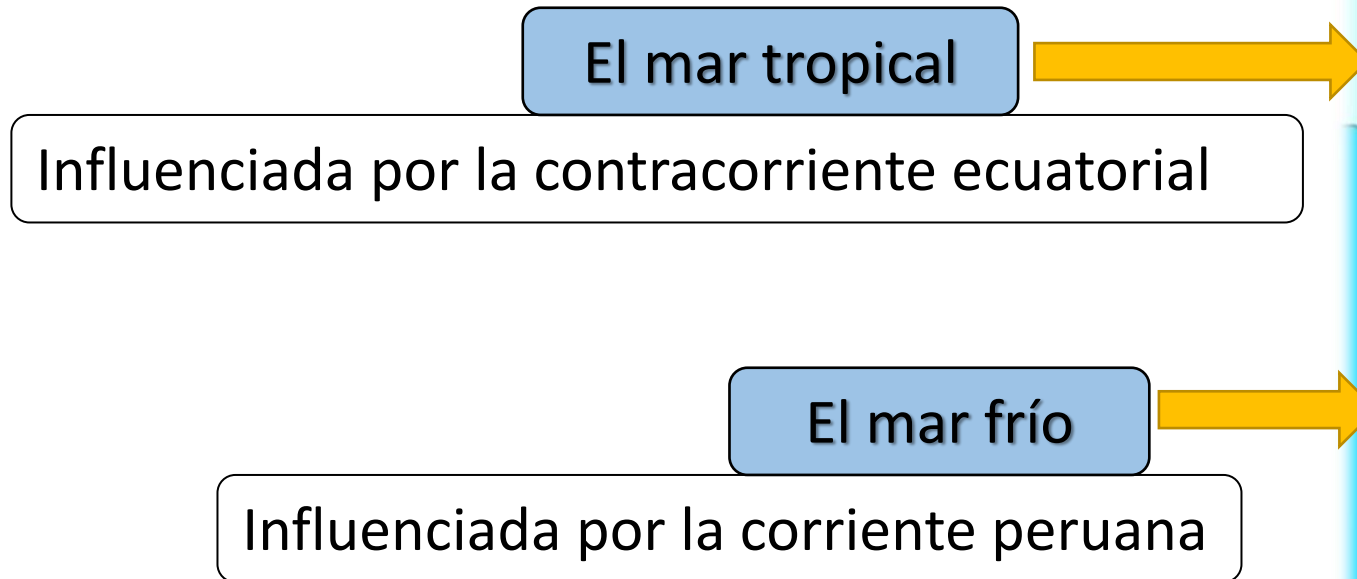 El mar tropical
Influenciada por la contracorriente ecuatorial
El mar frío
Influenciada por la corriente peruana